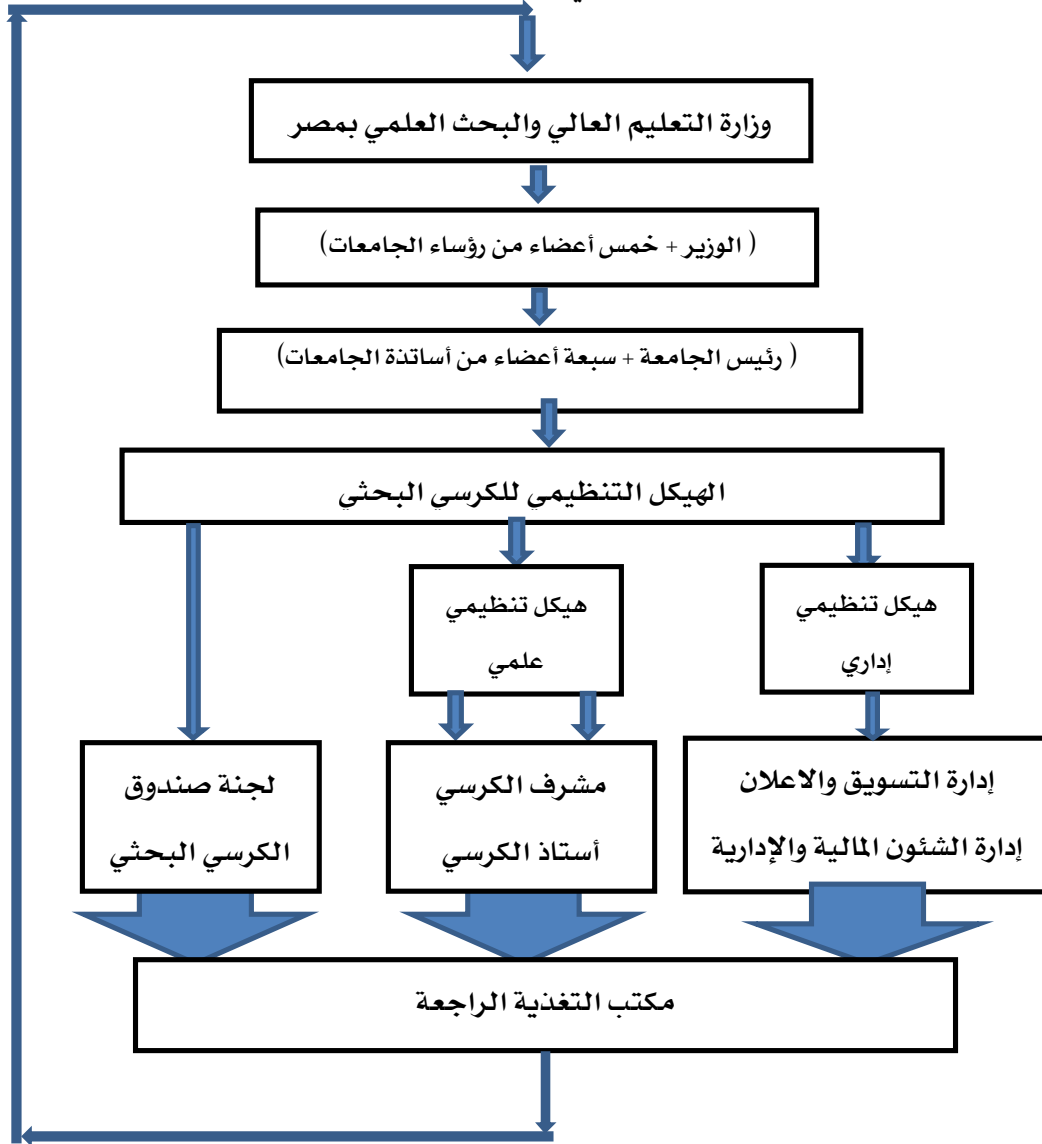 وزارة التعليم العالي والبحث العلمي بمصر
( الوزير + خمس أعضاء من رؤساء الجامعات)
( رئيس الجامعة + سبعة أعضاء من أساتذة الجامعات)
الهيكل التنظيمي للكرسي البحثي
هيكل تنظيمي
إداري
هيكل تنظيمي
علمي
إدارة التسويق والاعلان
إدارة الشئون المالية والإدارية
مشرف الكرسي
أستاذ الكرسي
لجنة صندوق
الكرسي البحثي
مكتب التغذية الراجعة